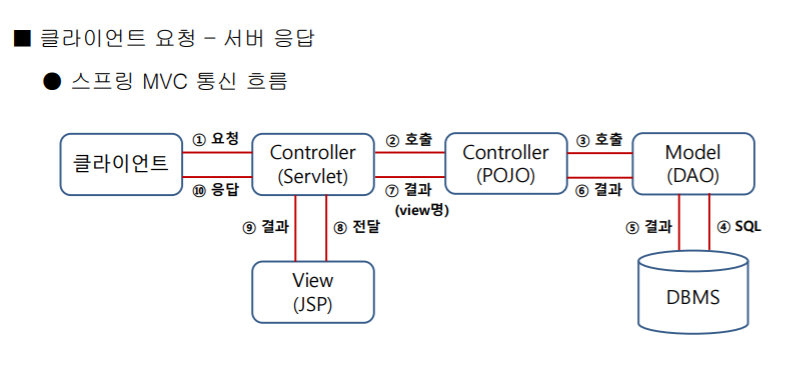 ■ 클라이언트 요청 – 서버 응답
● 스프링 MVC 통신 흐름
클라이언트
① 요청
⑩ 응답
Controller
(Servlet)
② 호출
⑦ 결과
(view명)
Controller
(POJO)
③ 호출
⑥ 결과
Model
(DAO)
⑨ 결과
⑧ 전달
⑤ 결과
④ SQL
View
(JSP)
DBMS